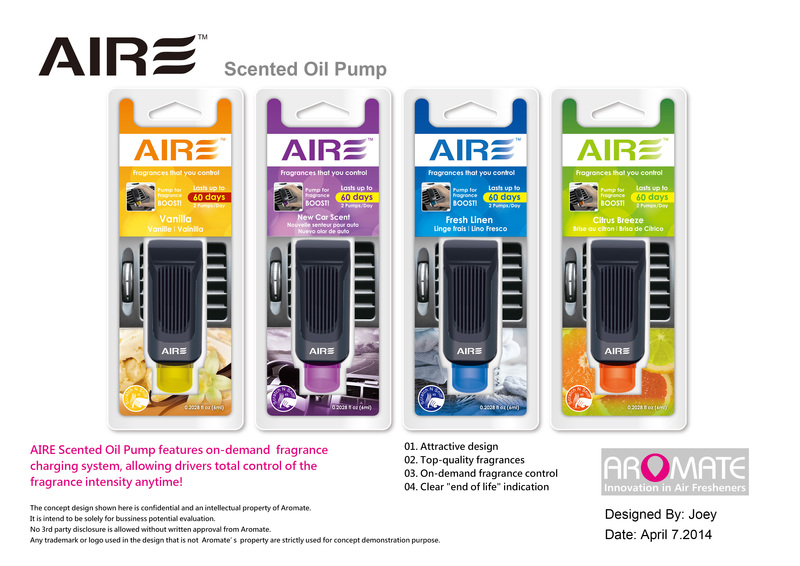 AIRE™
Scented Oil Pump
AIRE™
Fragrances that you control
Pump for
Fragrance
BOOST!
Lasts up to
60 days
2 Pumps/Day
Vanilla
Vanille | Vainilla
AIRE
0.2028 fl oz (6ml)
AIRE™
Fragrances that you control
Pump for
Fragrance
BOOST!
Lasts up to
60 days
2 Pumps/Day
New Car Scent
Nouvelle senteur pour auto
Nuevo alor de auto
AIRE
0.2028 fl oz (6ml)
AIRE™
Fragrances that you control
Pump for
Fragrance
BOOST!
Lasts up to
60 days
2 Pumps/Day
Fresh Linen
Linge frais | Lino Fresco
AIRE
0.2028 fl oz (6ml)
AIRE™
Fragrances that you control
Pump for
Fragrance
BOOST!
Lasts up to
60 days
2 Pumps/Day
Citrus Breeze
Brise au citron | Brisa de Cítrico
AIRE
0.2028 fl oz (6ml)
AIRE Scented Oil Pump features on-demand fragrance
charging system, allowing drivers total control of the
fragrance intensity anytime!
01. Attractive design
02. Top-quality fragrances
03. On-demand fragrance control
04. Clear "end of life" indication
The concept design shown here is confidential and an intellectual property of Aromate.
It is intend to be solely for bussiness potential evaluation.
No 3rd party disclosure is allowed without written approval from Aromate.
Any trademark or logo used in the design that is not Aromate's property are strictly used for concept demonstration purpose.
AROMATE
Innovation in Air Fresheners
Designed By: Joey
Date: April 7.2014